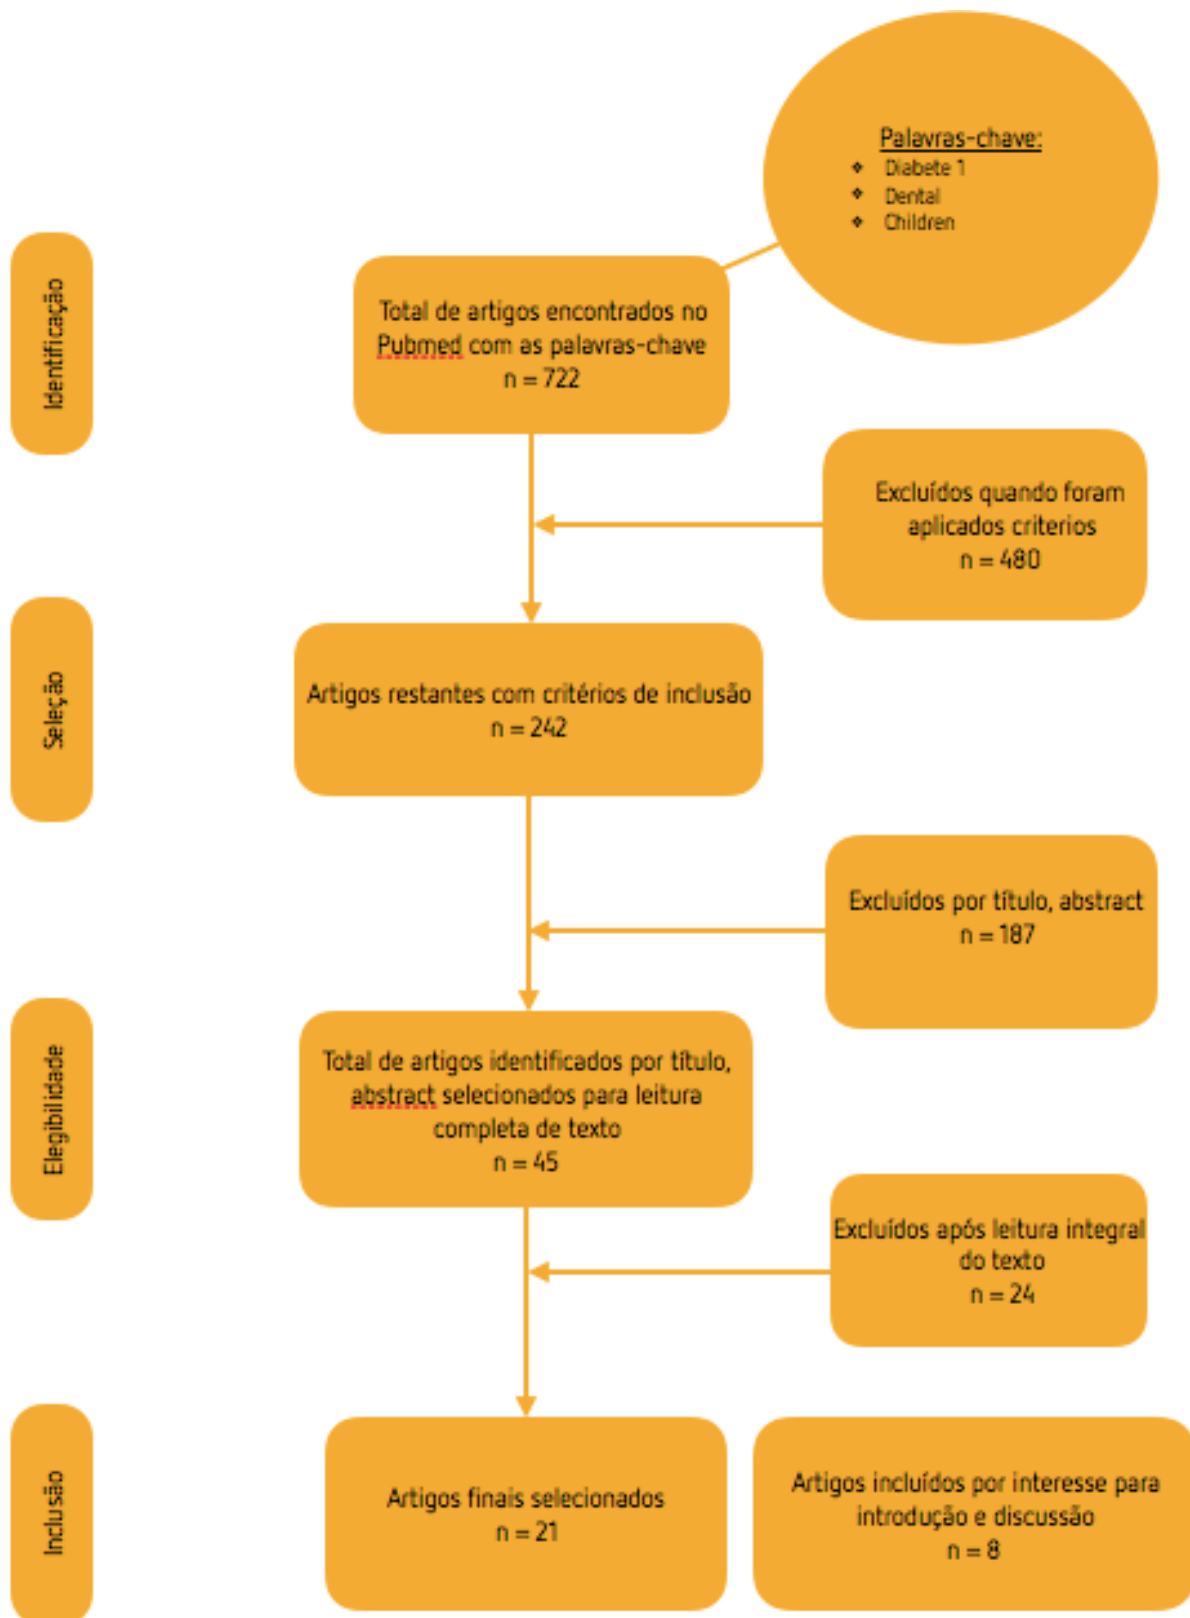 Palavras-chave:
❖ Diabete 1
❖ Dental
❖ Children
Identificação
Total de artigos encontrados no
Pubmed com as palavras-chave
n = 722
Excluídos quando foram
aplicados criterios
n = 480
Seleção
Artigos restantes com critérios de inclusão
n = 242
Excluídos por título, abstract
n = 187
Elegibilidade
Total de artigos identificados por título,
abstract selecionados para leitura
completa de texto
n = 45
Excluídos após leitura integral
do texto
n = 24
Inclusão
Artigos finais selecionados
n = 21
Artigos incluídos por interesse para
introdução e discussão
n = 8